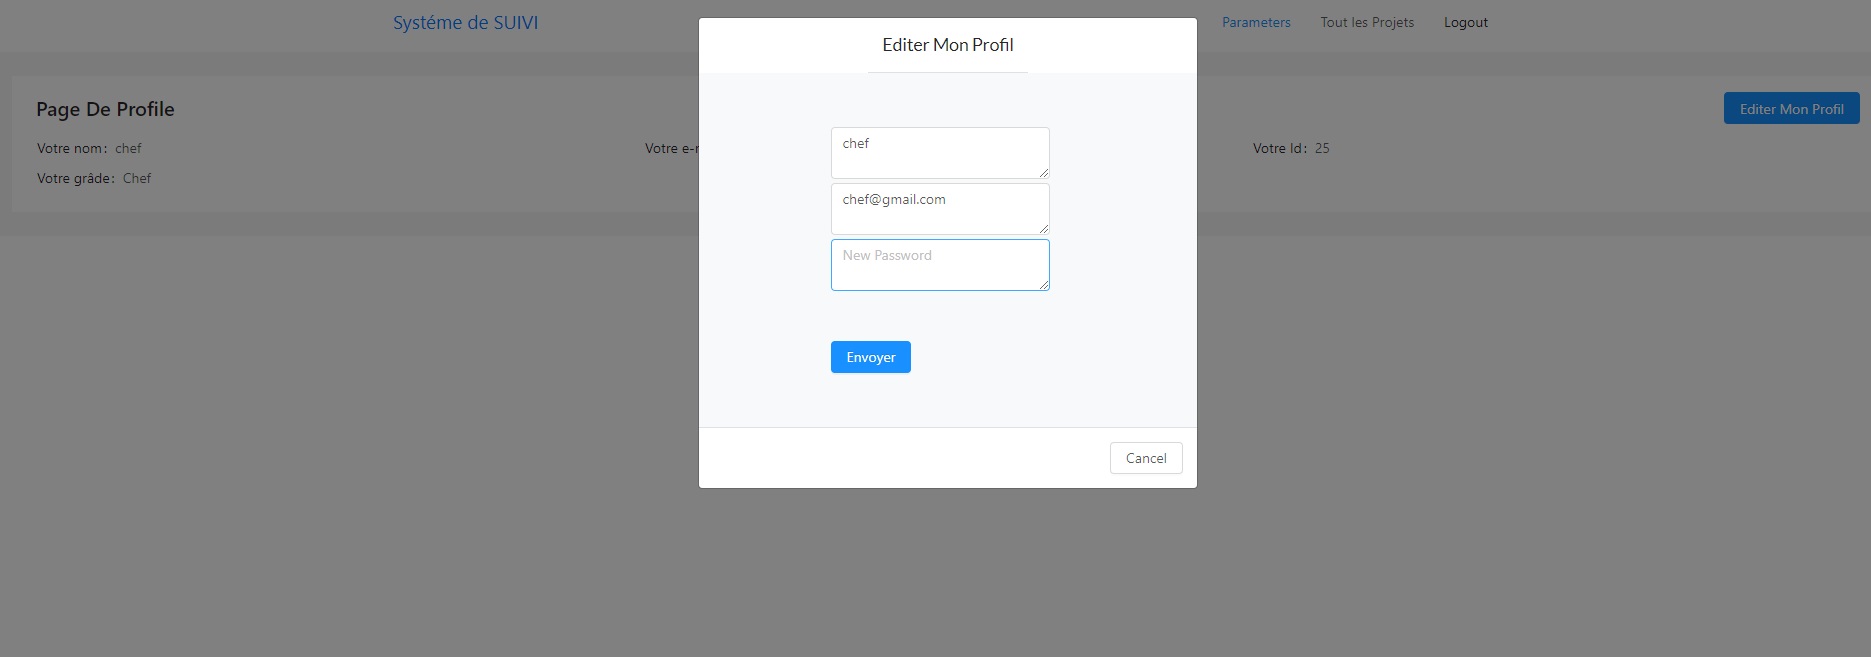 Systéme de SUIVI
Parameters
Tout les Projets
Logout
Editer Mon Profil
Page De Profile
Editer Mon Profil
Votre nom: chef
Votre e-
Votre Id: 25
Votre grâde: Chef
chef
chef@gmail.com
New Password
Envoyer
Cancel